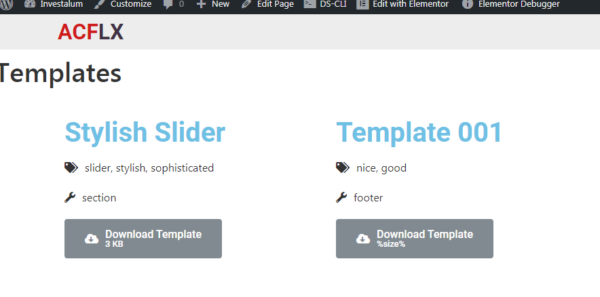 Investalum Customize 0 New Edit Page DS-CLI Edit with Elementor Elementor Debugger
ACFLX
Templates
Stylish Slider
slider, stylish, sophisticated
section
Download Template
3 KB
Template 001
nice, good
footer
Download Template
%size%